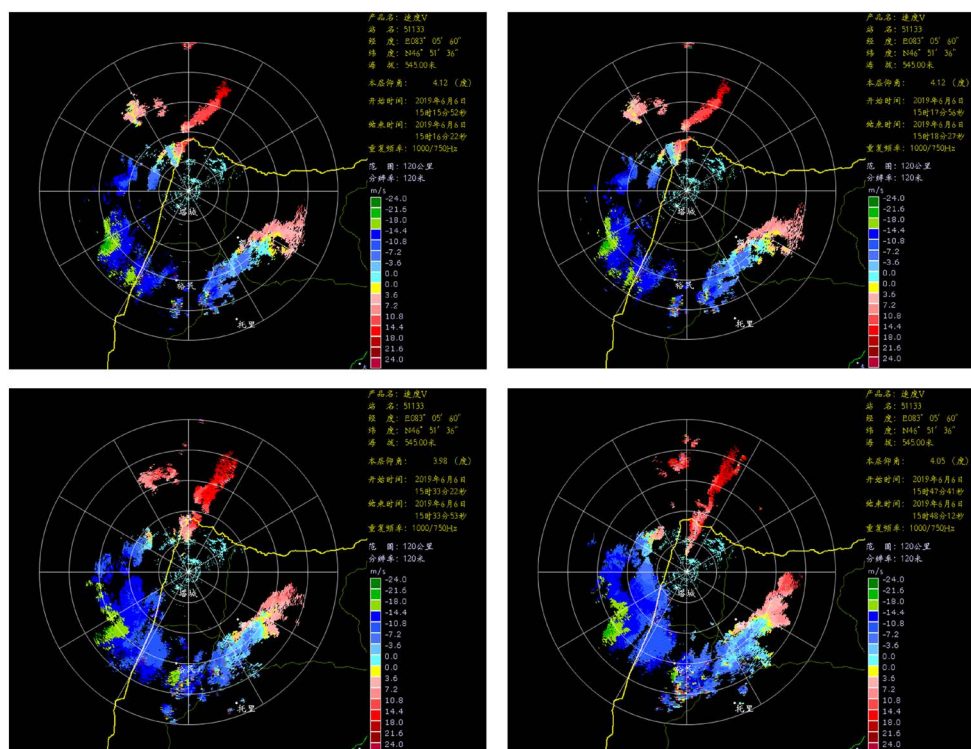 产品名: 速度V
站  名: 51133
经  度: E083° 05′ 60″
纬  度: N46° 51′ 36″
海  拔: 545.00米
本层仰角: 4.12 (度)
开始时间: 2019年6月6日
15时15分52秒
结束时间: 2019年6月6日
15时16分22秒
重复频率: 1000/750Hz
范  围: 120公里
分辨率: 120米
m/s
-24.0
-21.6
-18.0
-14.4
-10.8
-7.2
-3.6
0.0
0.0
3.6
7.2
10.8
14.4
18.0
21.6
24.0
塔城
裕民
托里
产品名: 速度V
站  名: 51133
经  度: E083° 05′ 60″
纬  度: N46° 51′ 36″
海  拔: 545.00米
本层仰角: 4.12 (度)
开始时间: 2019年6月6日
15时17分56秒
结束时间: 2019年6月6日
15时18分27秒
重复频率: 1000/750Hz
范  围: 120公里
分辨率: 120米
m/s
-24.0
-21.6
-18.0
-14.4
-10.8
-7.2
-3.6
0.0
0.0
3.6
7.2
10.8
14.4
18.0
21.6
24.0
塔城
裕民
托里
产品名: 速度V
站  名: 51133
经  度: E083° 05′ 60″
纬  度: N46° 51′ 36″
海  拔: 545.00米
本层仰角: 3.98 (度)
开始时间: 2019年6月6日
15时33分22秒
结束时间: 2019年6月6日
15时33分53秒
重复频率: 1000/750Hz
范  围: 120公里
分辨率: 120米
m/s
-24.0
-21.6
-18.0
-14.4
-10.8
-7.2
-3.6
0.0
0.0
3.6
7.2
10.8
14.4
18.0
21.6
24.0
塔城
托里
产品名: 速度V
站  名: 51133
经  度: E083° 05′ 60″
纬  度: N46° 51′ 36″
海  拔: 545.00米
本层仰角: 4.05 (度)
开始时间: 2019年6月6日
15时47分41秒
结束时间: 2019年6月6日
15时48分12秒
重复频率: 1000/750Hz
范  围: 120公里
分辨率: 120米
m/s
-24.0
-21.6
-18.0
-14.4
-10.8
-7.2
-3.6
0.0
0.0
3.6
7.2
10.8
14.4
18.0
21.6
24.0
塔城
托里